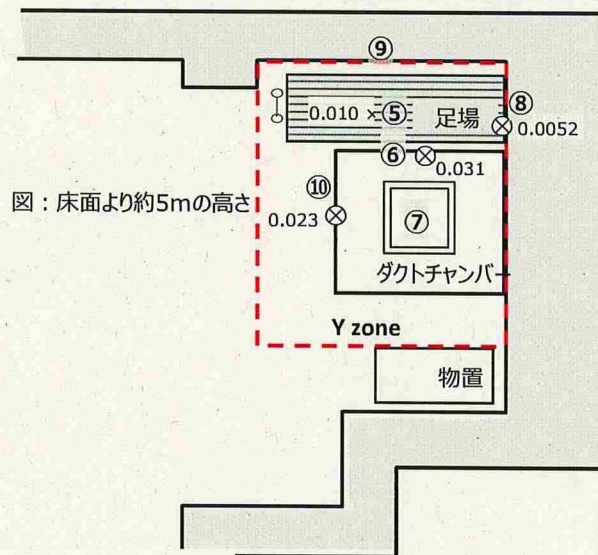 ⑨
0.010 × ⑤ 足場 ⑧
0.0052
⑥
0.031
⑩
図：床面より約5mの高さ
0.023
⑦
ダクトチャンバー
Y zone
物置